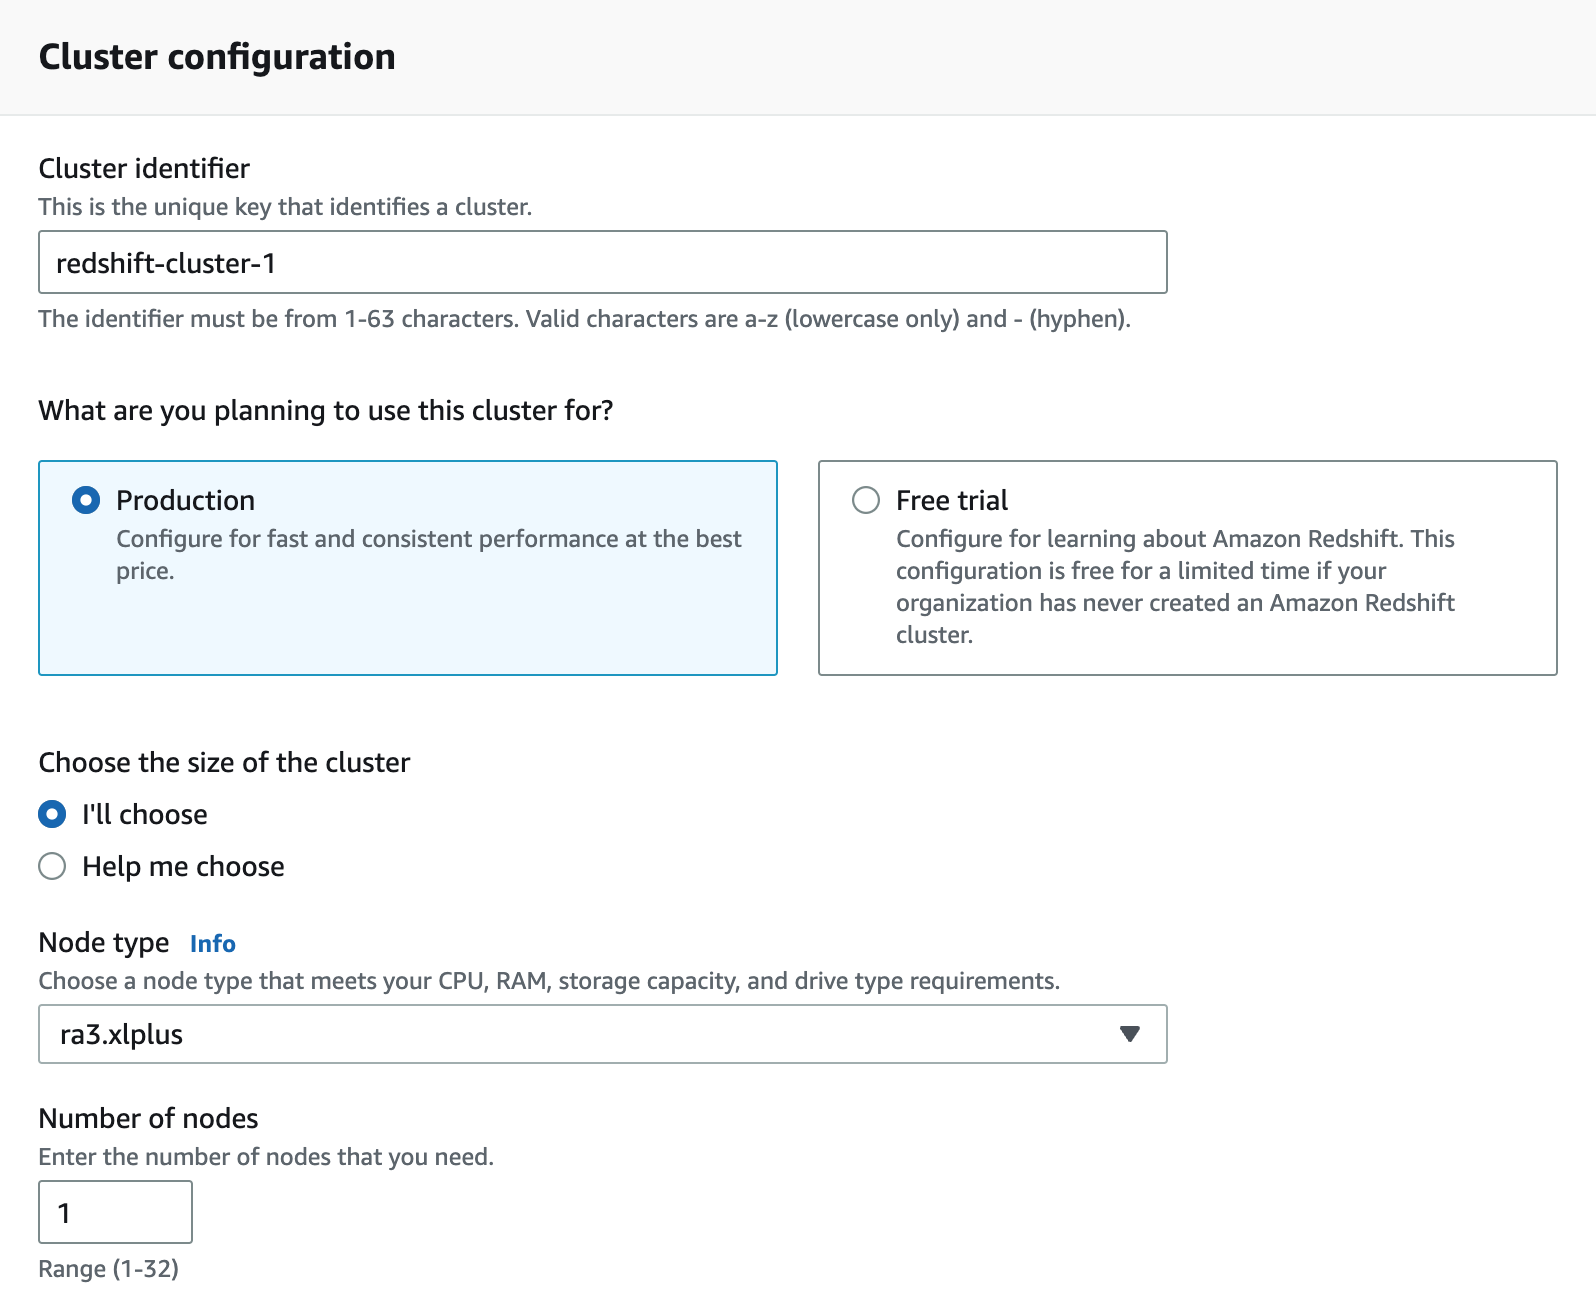 Cluster configuration
Cluster identifier
This is the unique key that identifies a cluster.
redshift-cluster-1
The identifier must be from 1-63 characters. Valid characters are a-z (lowercase only) and - (hyphen).
What are you planning to use this cluster for?
Production
Configure for fast and consistent performance at the best
price.
Free trial
Configure for learning about Amazon Redshift. This
configuration is free for a limited time if your
organization has never created an Amazon Redshift
cluster.
Choose the size of the cluster
I'll choose
Help me choose
Node type Info
Choose a node type that meets your CPU, RAM, storage capacity, and drive type requirements.
ra3.xlplus
Number of nodes
Enter the number of nodes that you need.
1
Range (1-32)